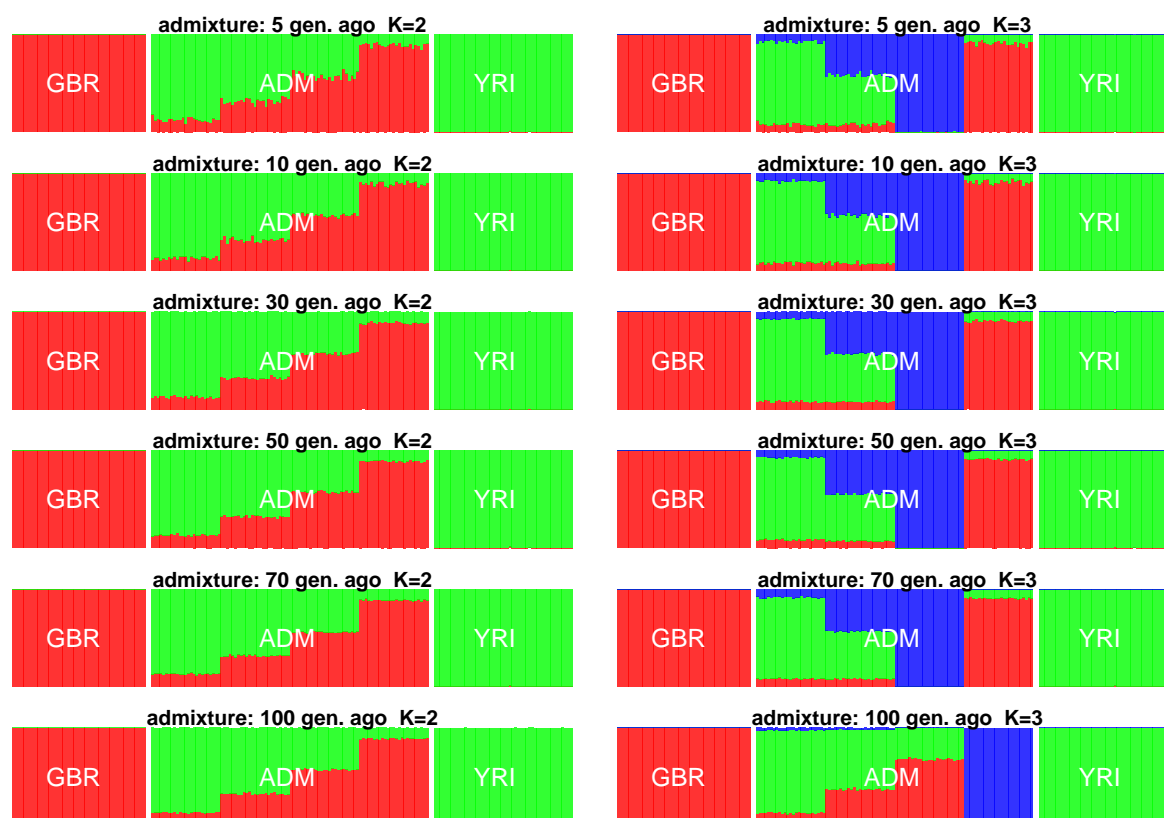 admixture: 5 gen. ago K=2
GBR ADM YRI
admixture: 10 gen. ago K=2
GBR ADM YRI
admixture: 30 gen. ago K=2
GBR ADM YRI
admixture: 50 gen. ago K=2
GBR ADM YRI
admixture: 70 gen. ago K=2
GBR ADM YRI
admixture: 100 gen. ago K=2
GBR ADM YRI
admixture: 5 gen. ago K=3
GBR ADM YRI
admixture: 10 gen. ago K=3
GBR ADM YRI
admixture: 30 gen. ago K=3
GBR ADM YRI
admixture: 50 gen. ago K=3
GBR ADM YRI
admixture: 70 gen. ago K=3
GBR ADM YRI
admixture: 100 gen. ago K=3
GBR ADM YRI